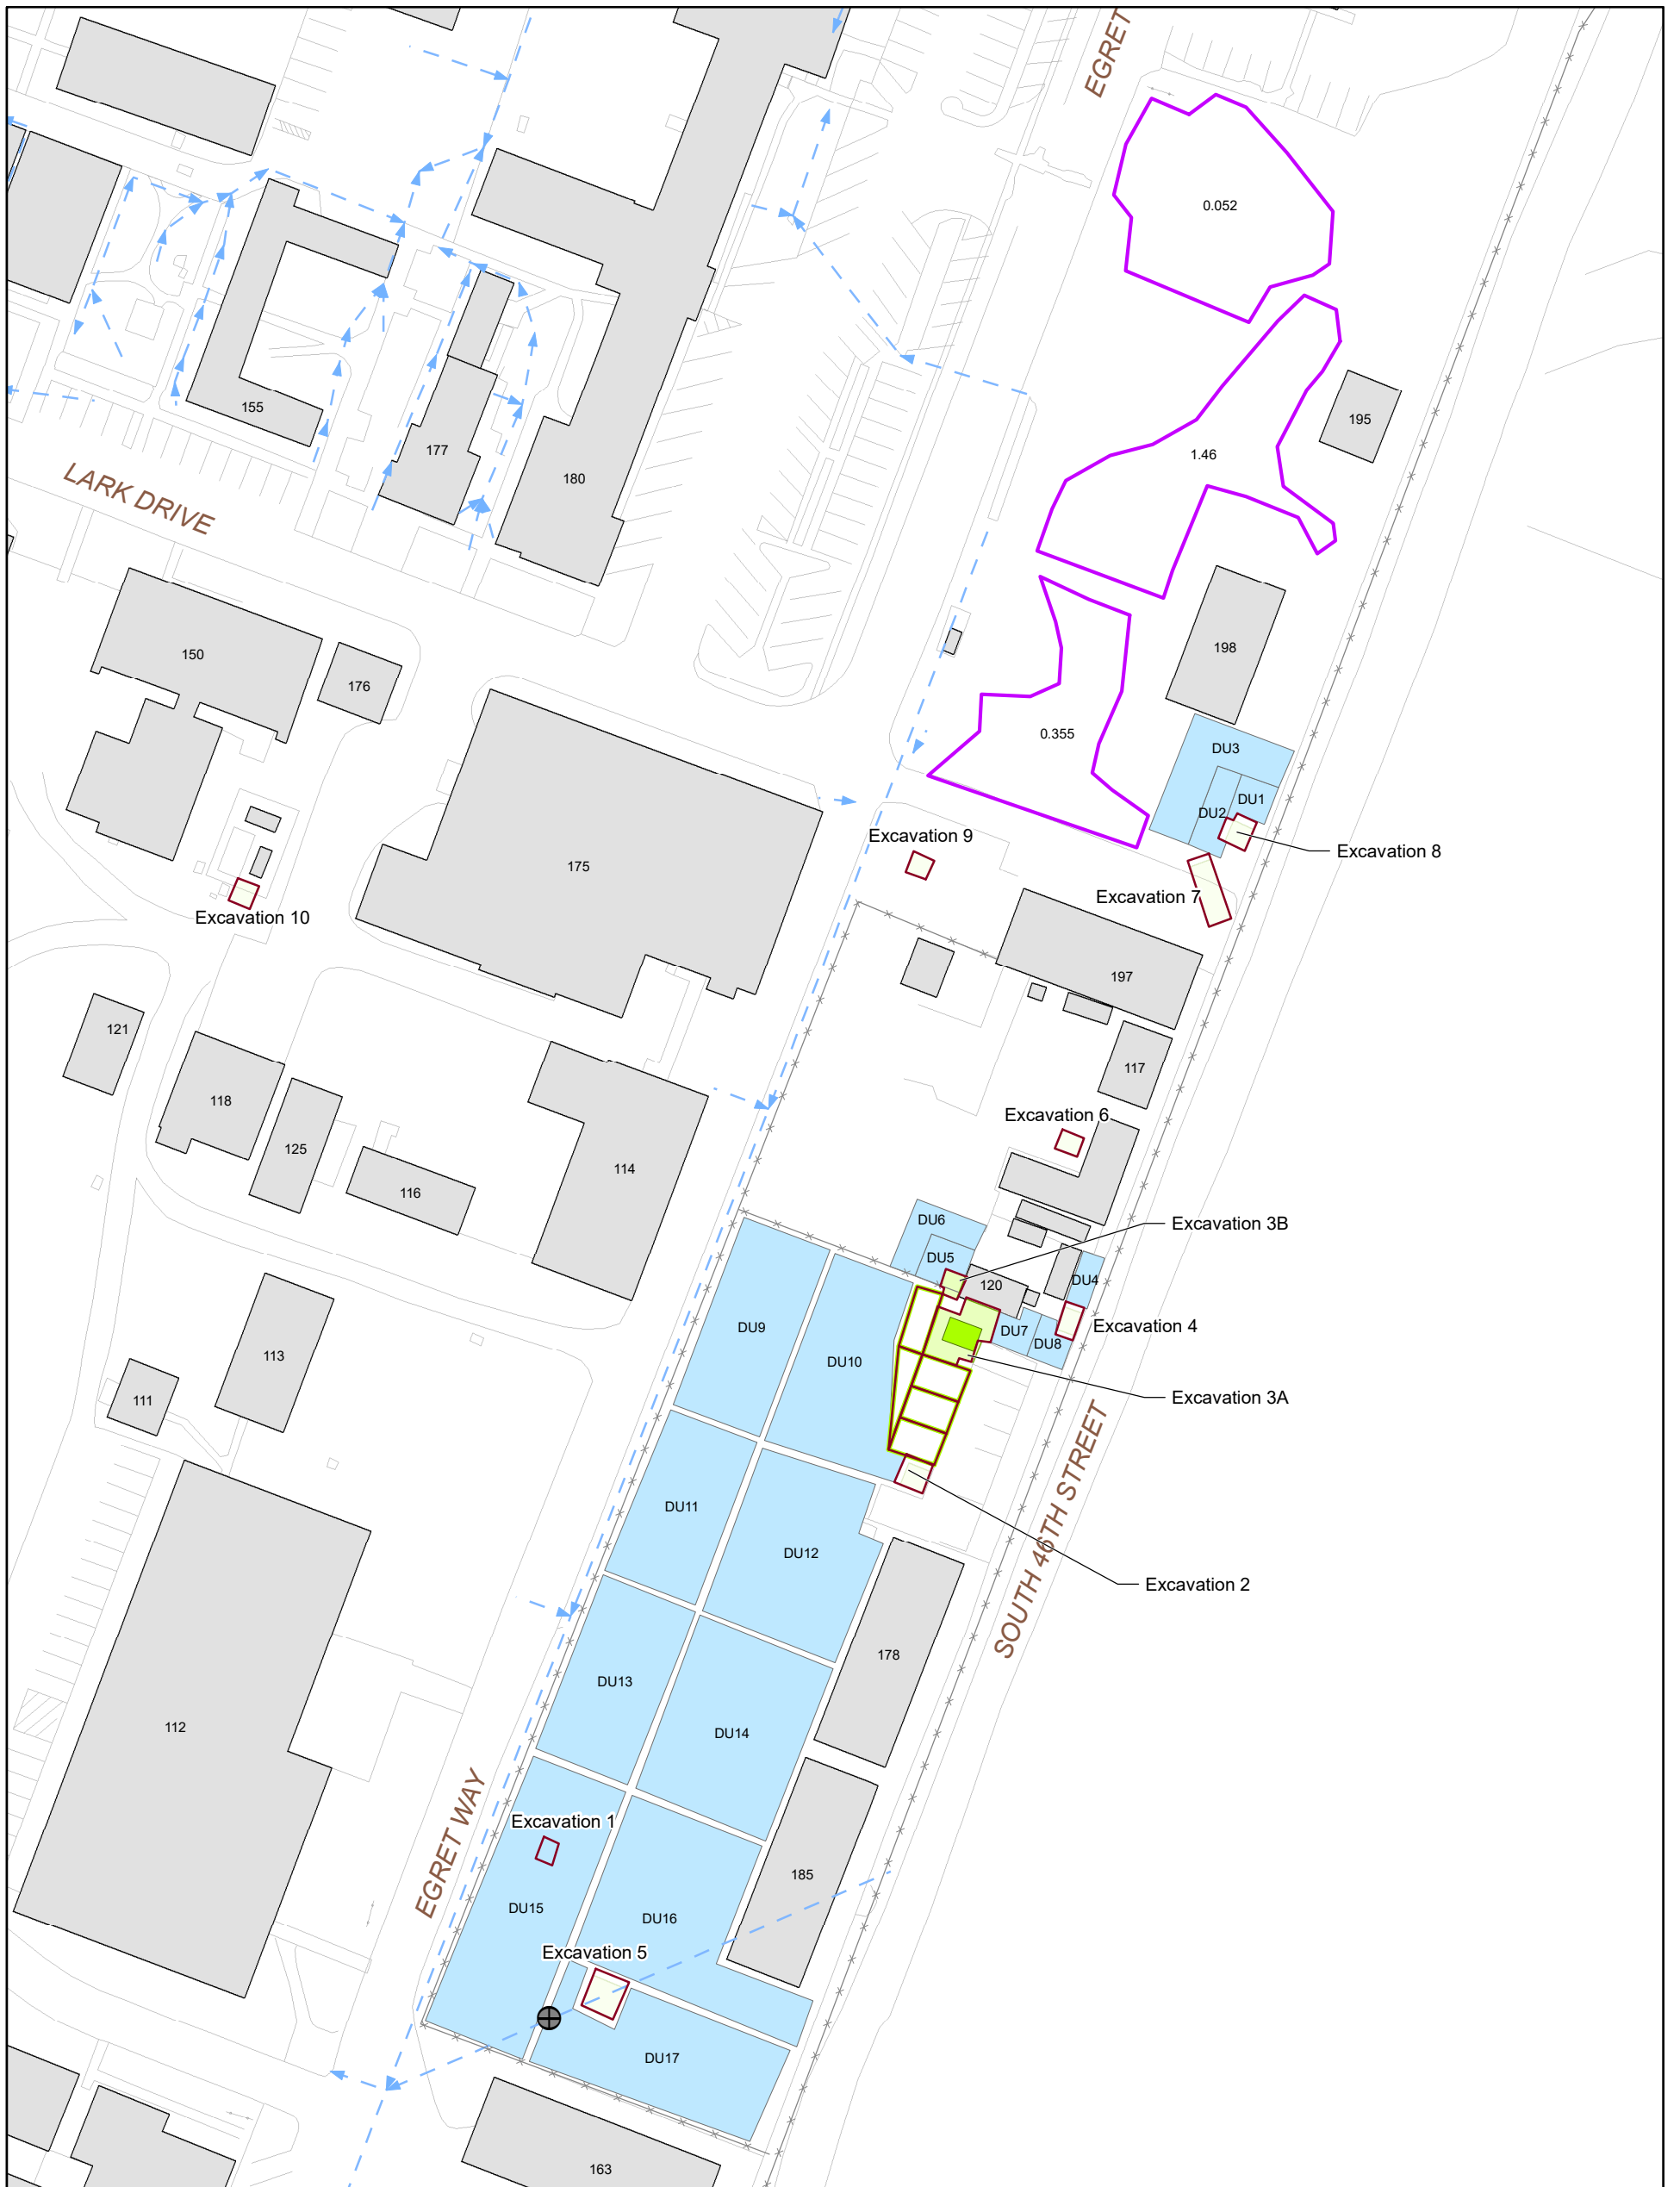 EGRET
0.052
1.46
195
155
177
180
LARK DRIVE
150
176
198
0.355
DU3
DU1
DU2
Excavation 8
Excavation 9
175
Excavation 7
Excavation 10
197
121
117
118
Excavation 6
125
114
116
DU6
Excavation 3B
DU5
DU4
120
DU9
Excavation 4
DU7
DU8
113
DU10
111
Excavation 3A
SOUTH 46TH STREET
DU11
DU12
Excavation 2
178
DU13
112
DU14
EGRET WAY
Excavation 1
185
DU15
DU16
Excavation 5
DU17
163